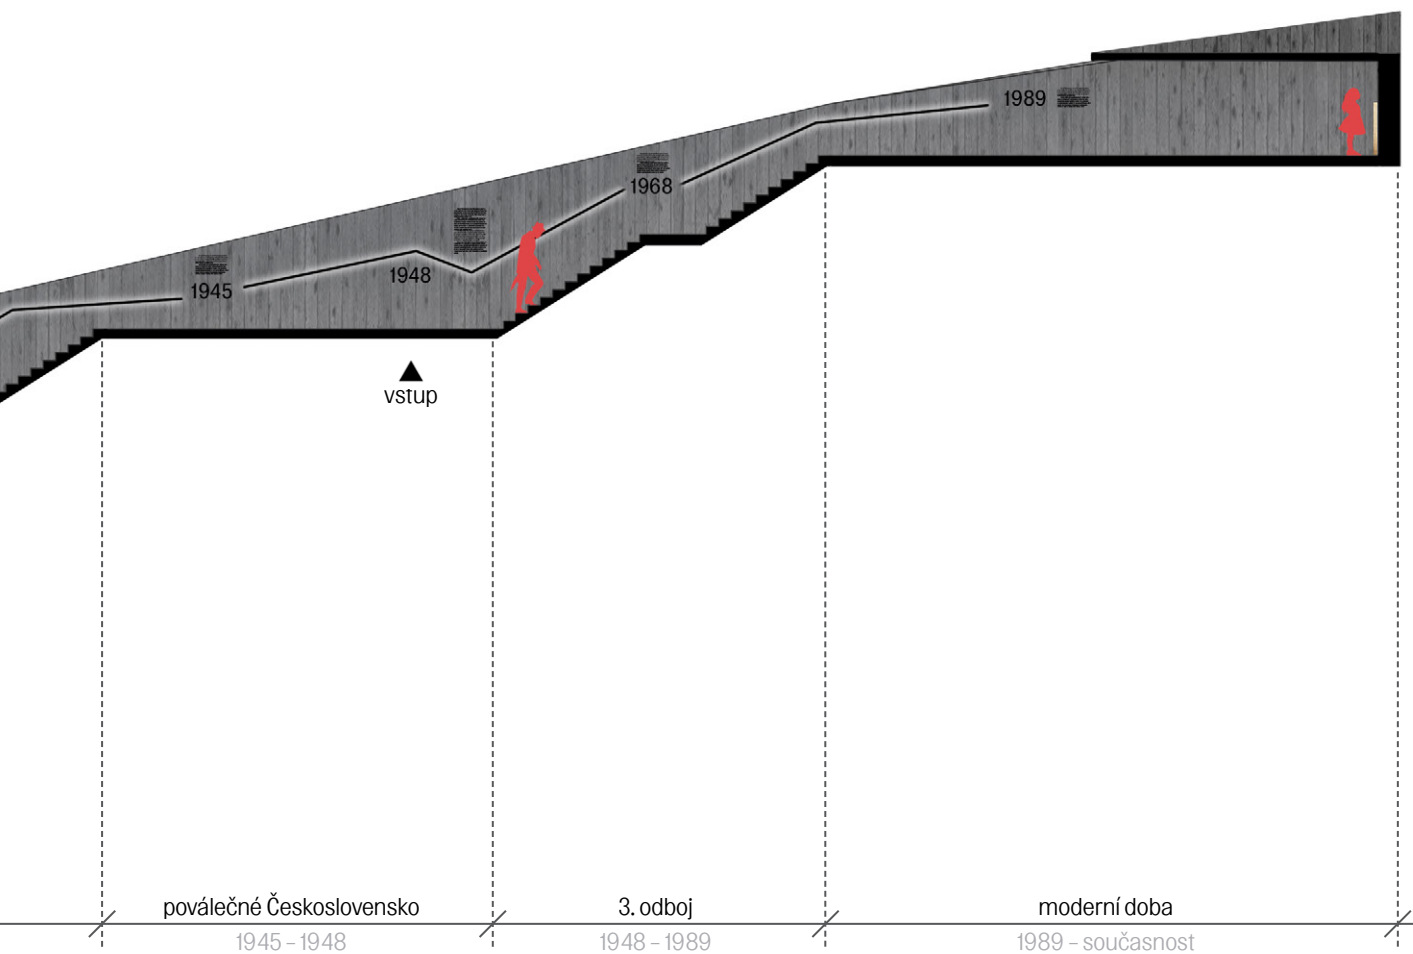 1989
1968
1948
1945
vstup
poválečné Československo
3. odboj
moderní doba
1945 – 1948
1948 – 1989
1989 – současnost